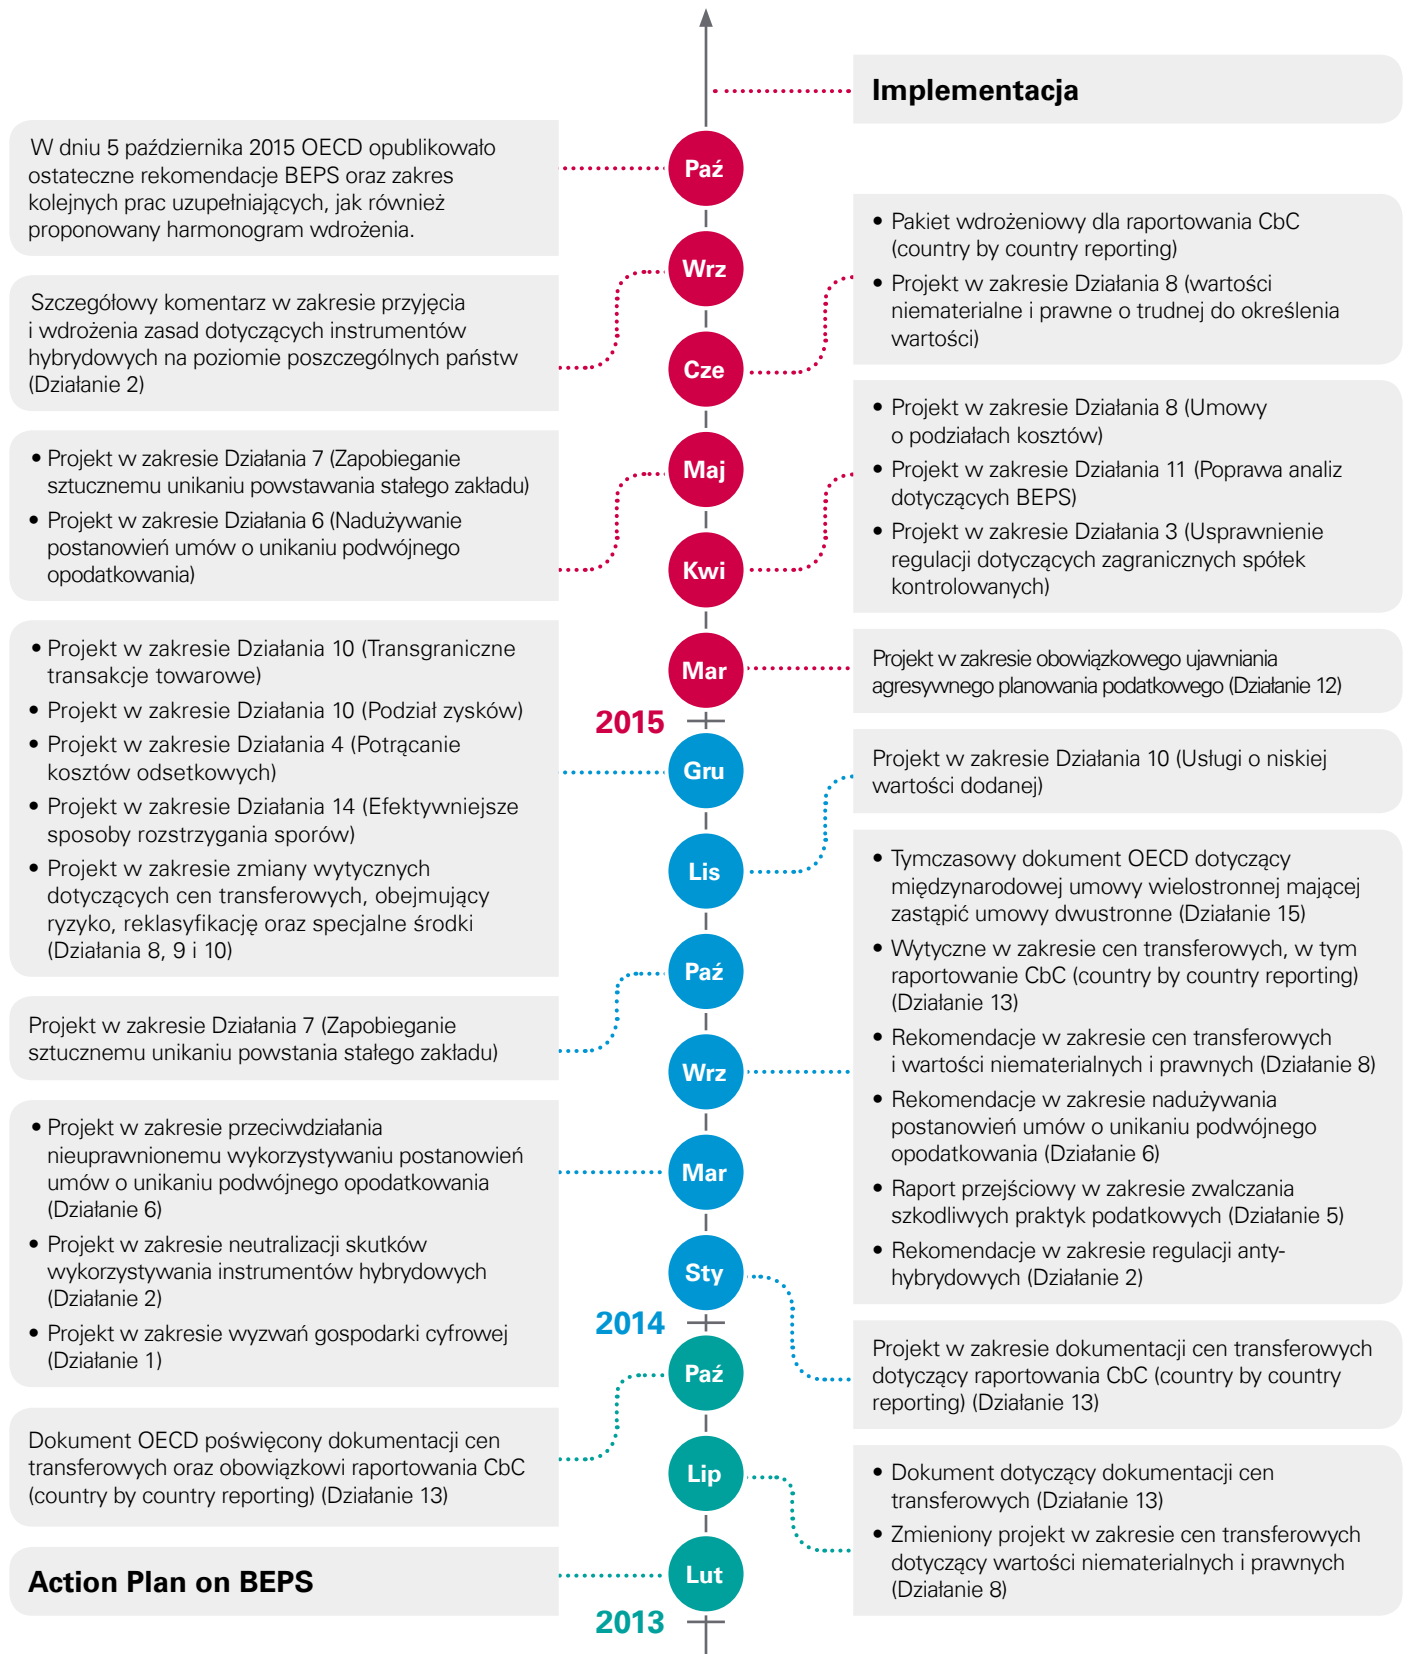 Implementacja
W dniu 5 października 2015 OECD opublikowało
ostateczne rekomendacje BEPS oraz zakres
kolejnych prac uzupełniających, jak również
proponowany harmonogram wdrożenia.
Paź
• Pakiet wdrożeniowy dla raportowania CbC
(country by country reporting)
• Projekt w zakresie Działania 8 (wartości
niematerialne i prawne o trudnej do określenia
wartości)
Wrz
Szczegółowy komentarz w zakresie przyjęcia
i wdrożenia zasad dotyczących instrumentów
hybrydowych na poziomie poszczególnych państw
(Działanie 2)
Cze
• Projekt w zakresie Działania 8 (Umowy
o podziałach kosztów)
• Projekt w zakresie Działania 11 (Poprawa analiz
dotyczących BEPS)
• Projekt w zakresie Działania 3 (Usprawnienie
regulacji dotyczących zagranicznych spółek
kontrolowanych)
• Projekt w zakresie Działania 7 (Zapobieganie
sztucznemu unikaniu powstawania stałego zakładu)
• Projekt w zakresie Działania 6 (Nadużywanie
postanowień umów o unikaniu podwójnego
opodatkowania)
Maj
Kwi
• Projekt w zakresie Działania 10 (Transgraniczne
transakcje towarowe)
• Projekt w zakresie Działania 10 (Podział zysków)
• Projekt w zakresie Działania 4 (Potrącanie
kosztów odsetkowych)
• Projekt w zakresie Działania 14 (Efektywniejsze
sposoby rozstrzygania sporów)
• Projekt w zakresie zmiany wytycznych
dotyczących cen transferowych, obejmujący
ryzyko, reklasyfikację oraz specjalne środki
(Działania 8, 9 i 10)
Mar
Projekt w zakresie obowiązkowego ujawniania
agresywnego planowania podatkowego (Działanie 12)
2015
Gru
Projekt w zakresie Działania 10 (Usługi o niskiej
wartości dodanej)
Lis
• Tymczasowy dokument OECD dotyczący
międzynarodowej umowy wielostronnej mającej
zastąpić umowy dwustronne (Działanie 15)
• Wytyczne w zakresie cen transferowych, w tym
raportowanie CbC (country by country reporting)
(Działanie 13)
• Rekomendacje w zakresie cen transferowych
i wartości niematerialnych i prawnych (Działanie 8)
• Rekomendacje w zakresie nadużywania
postanowień umów o unikaniu podwójnego
opodatkowania (Działanie 6)
• Raport przejściowy w zakresie zwalczania
szkodliwych praktyk podatkowych (Działanie 5)
• Rekomendacje w zakresie regulacji anty-
hybrydowych (Działanie 2)
Paź
Projekt w zakresie Działania 7 (Zapobieganie
sztucznemu unikaniu powstania stałego zakładu)
Wrz
• Projekt w zakresie przeciwdziałania
nieuprawnionemu wykorzystywaniu postanowień
umów o unikaniu podwójnego opodatkowania
(Działanie 6)
• Projekt w zakresie neutralizacji skutków
wykorzystywania instrumentów hybrydowych
(Działanie 2)
• Projekt w zakresie wyzwań gospodarki cyfrowej
(Działanie 1)
Mar
Sty
2014
Projekt w zakresie dokumentacji cen transferowych
dotyczący raportowania CbC (country by country
reporting) (Działanie 13)
Paź
Dokument OECD poświęcony dokumentacji cen
transferowych oraz obowiązkowi raportowania CbC
(country by country reporting) (Działanie 13)
Lip
• Dokument dotyczący dokumentacji cen
transferowych (Działanie 13)
• Zmieniony projekt w zakresie cen transferowych
dotyczący wartości niematerialnych i prawnych
(Działanie 8)
Action Plan on BEPS
Lut
2013